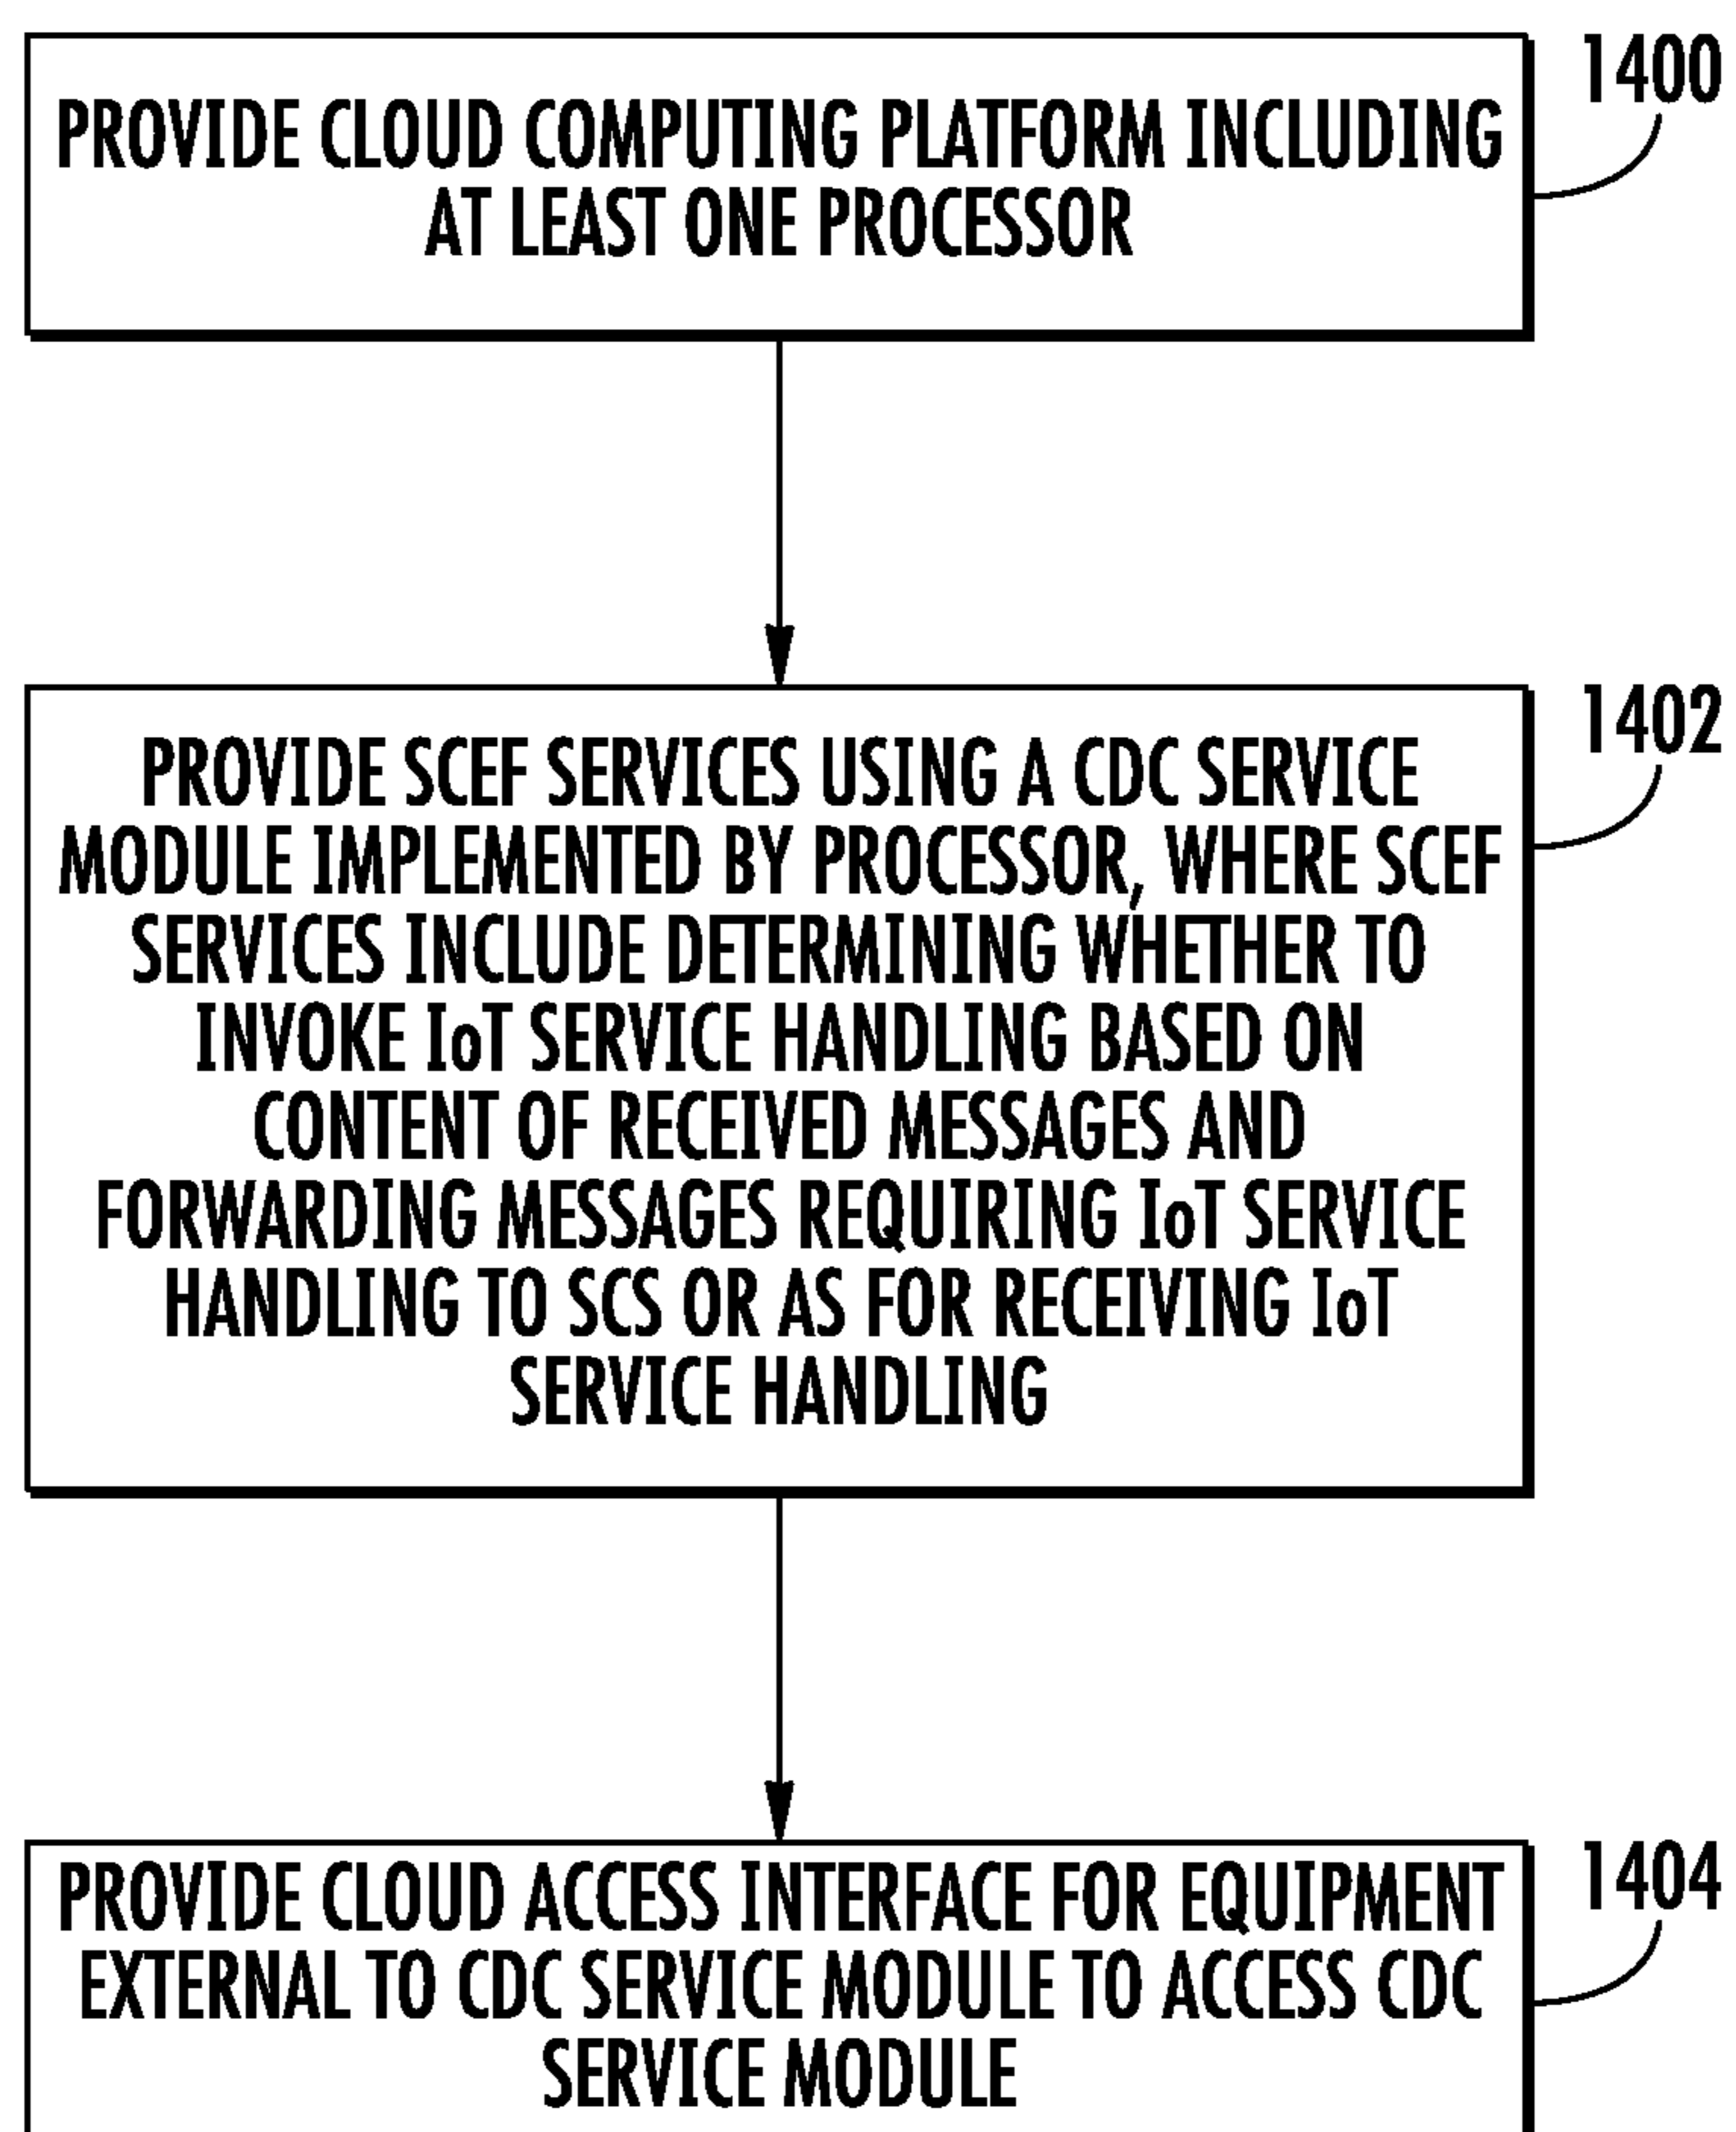 1400
PROVIDE CLOUD COMPUTING PLATFORM INCLUDING
AT LEAST ONE PROCESSOR
1402
PROVIDE SCEF SERVICES USING A CDC SERVICE
MODULE IMPLEMENTED BY PROCESSOR, WHERE SCEF
SERVICES INCLUDE DETERMINING WHETHER TO
INVOKE IoT SERVICE HANDLING BASED ON
CONTENT OF RECEIVED MESSAGES AND
FORWARDING MESSAGES REQUIRING IoT SERVICE
HANDLING TO SCS OR AS FOR RECEIVING IoT
SERVICE HANDLING
1404
PROVIDE CLOUD ACCESS INTERFACE FOR EQUIPMENT
EXTERNAL TO CDC SERVICE MODULE TO ACCESS CDC
SERVICE MODULE